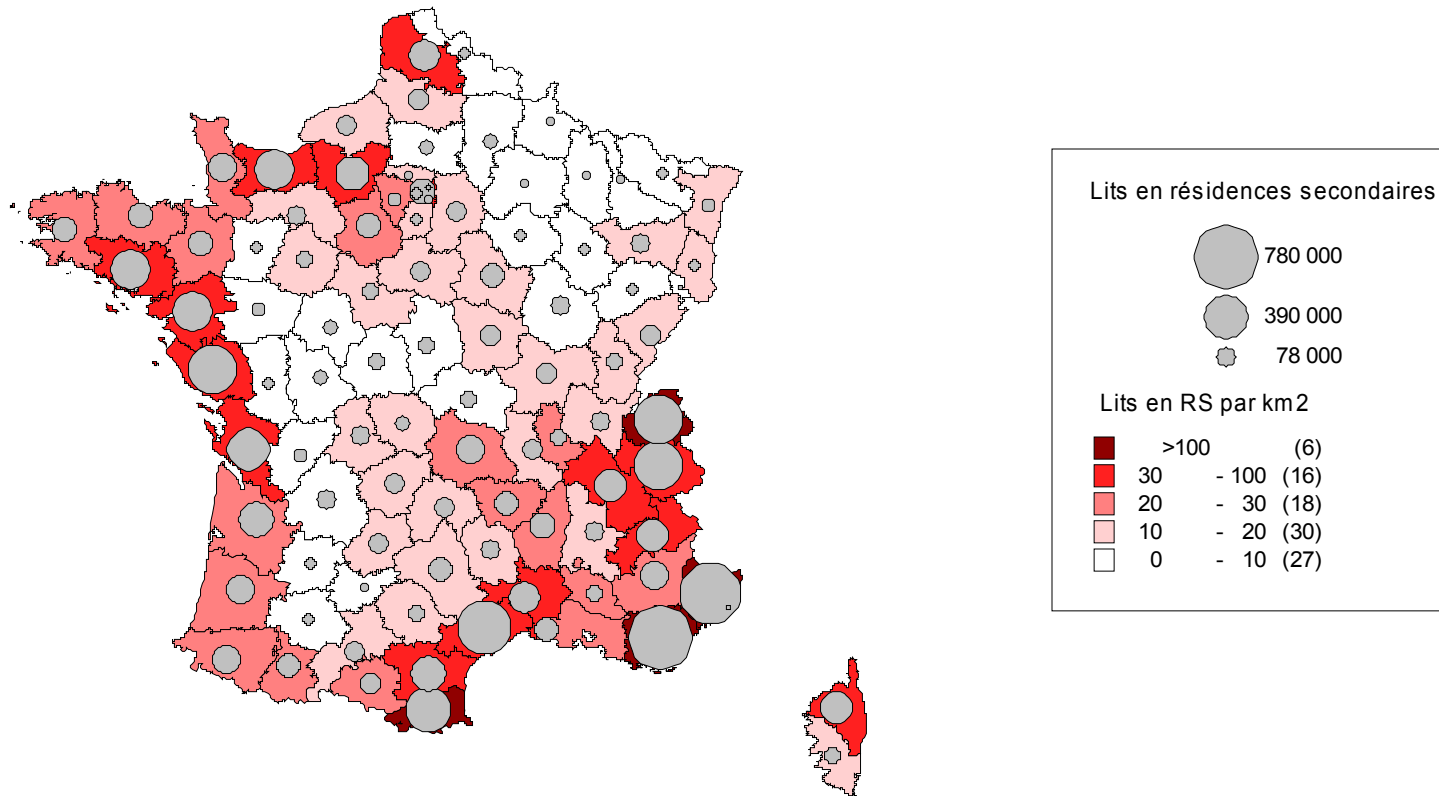 Lits en résidences secondaires
780 000
390 000
78 000
Lits en RS par km2
>100 (6)
30 - 100 (16)
20 - 30 (18)
10 - 20 (30)
0 - 10 (27)